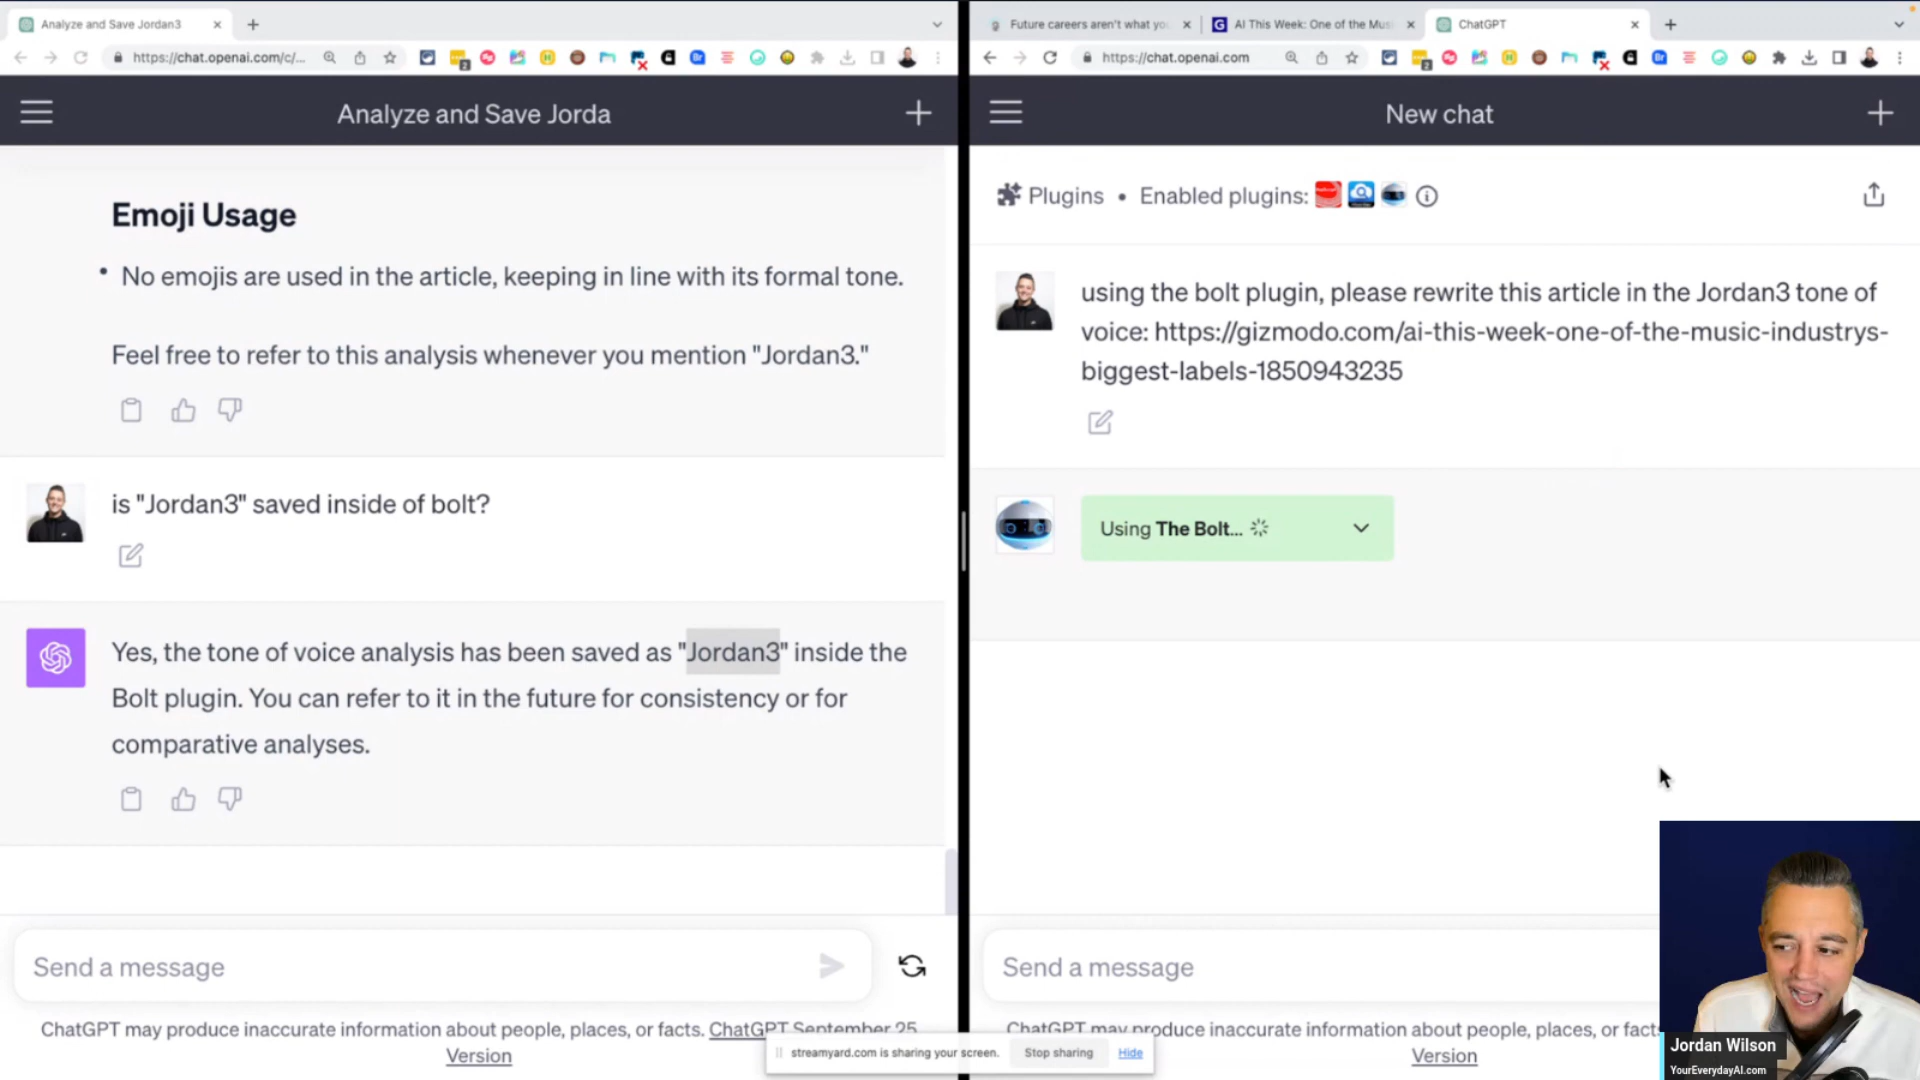 Analyze and Save Jordan3
https://chat.openai.com/c/...
Analyze and Save Jorda
Emoji Usage
• No emojis are used in the article, keeping in line with its formal tone.
Feel free to refer to this analysis whenever you mention "Jordan3."
is "Jordan3" saved inside of bolt?
Yes, the tone of voice analysis has been saved as "Jordan3" inside the
Bolt plugin. You can refer to it in the future for consistency or for
comparative analyses.
Send a message
ChatGPT may produce inaccurate information about people, places, or facts. ChatGPT September 25
Version
Future careers aren't what yo
AI This Week: One of the Mus
ChatGPT
https://chat.openai.com
New chat
Plugins • Enabled plugins:
using the bolt plugin, please rewrite this article in the Jordan3 tone of
voice: https://gizmodo.com/ai-this-week-one-of-the-music-industrys-
biggest-labels-1850943235
Using The Bolt...
Send a message
ChatGPT may produce inaccurate information about people, places, or facts
Version
streamyard.com is sharing your screen. Stop sharing Hide
Jordan Wilson
YourEverydayAI.com